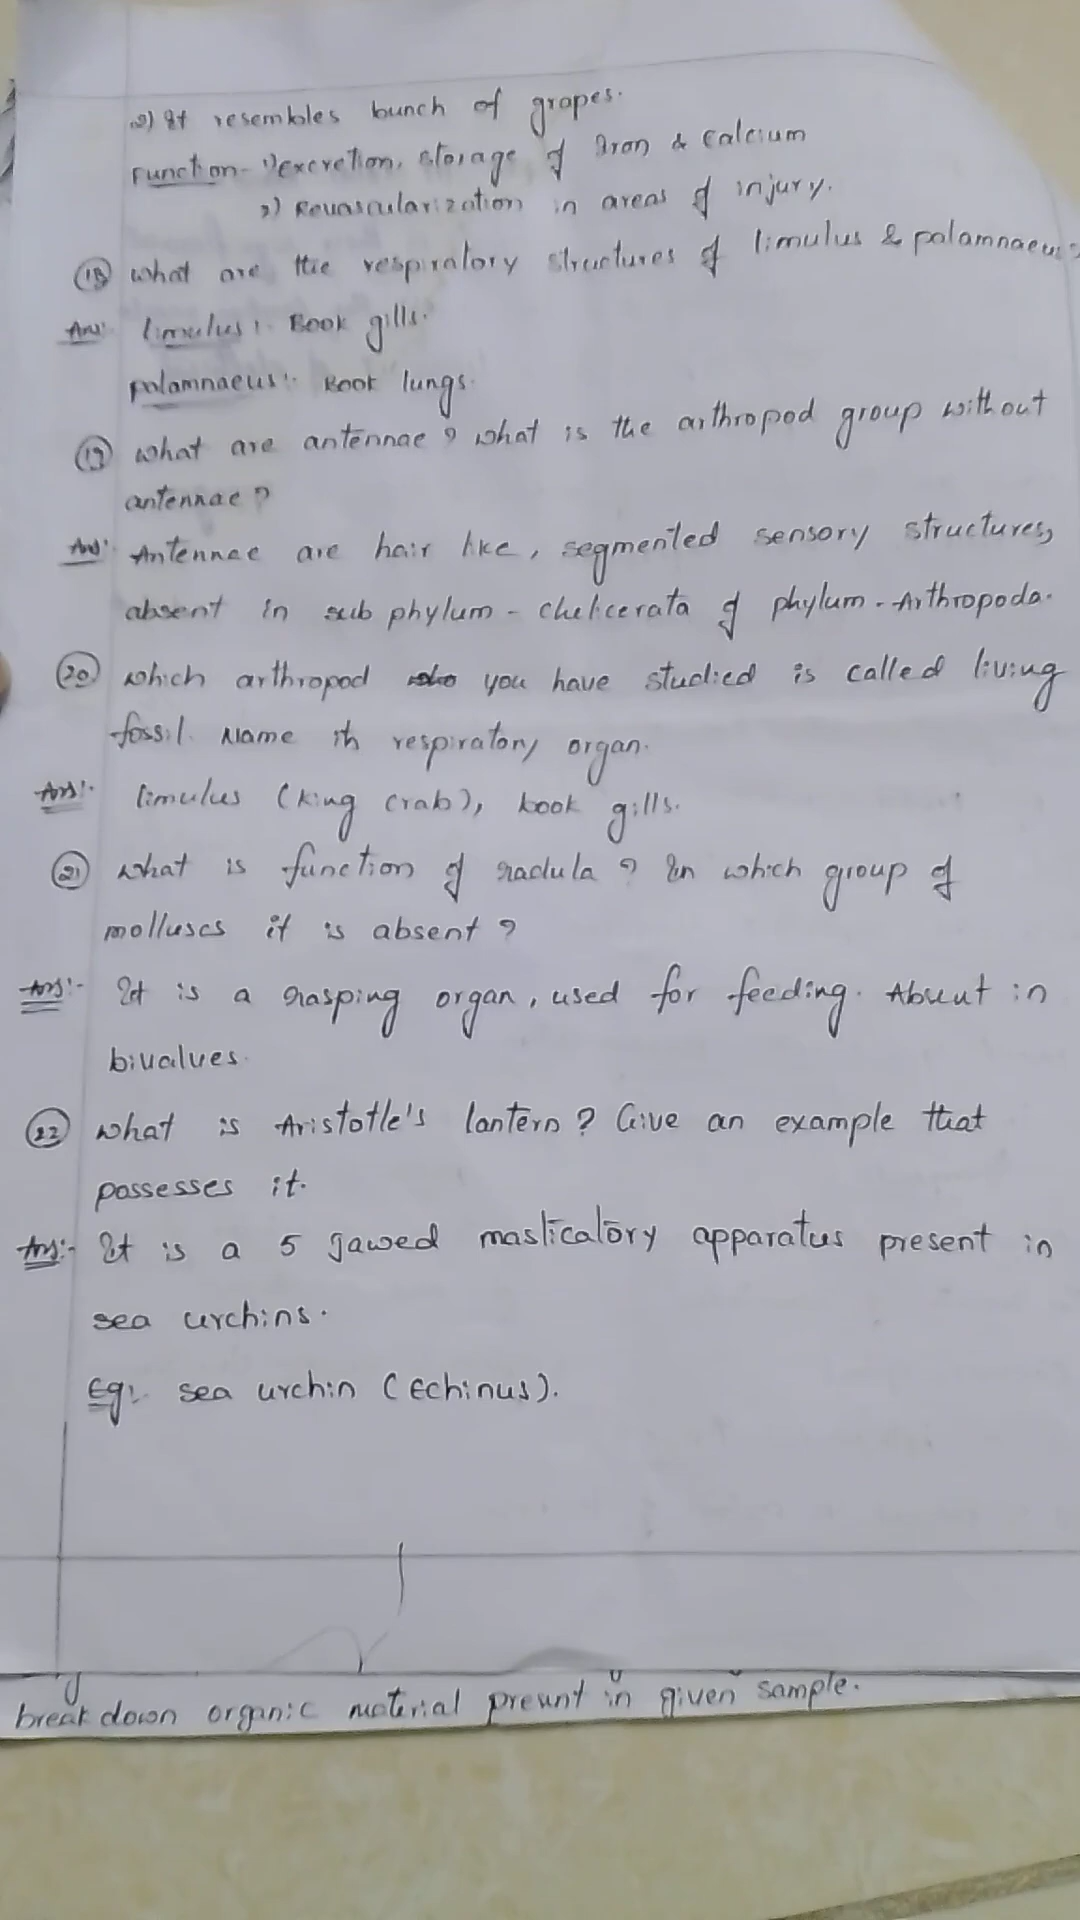 2) It resembles bunch of grapes.
Function - 1) excretion, storage of Iron & calcium
2) Revascularization in areas of injury.
(18) what are the respiratory structures of limulus & palamnaeus
Ans: limulus:- Book gills.
palamnaeus:- Book lungs.
(19) what are antennae? what is the arthropod group without
antennae?
Ans:- Antennae are hair like, segmented sensory structures,
absent in sub phylum - chelicerata of phylum - Arthropoda.
(20) which arthropod you have studied is called living
fossil. Name its respiratory organ.
Ans:- limulus (king crab), book gills.
(21) what is function of radula? In which group of
molluscs it is absent?
Ans:- It is a rasping organ, used for feeding. Absent in
bivalves.
(22) what is Aristotle's lantern? Give an example that
possesses it.
Ans:- It is a 5 jawed masticatory apparatus present in
sea urchins.
Eg:- sea urchin (Echinus).
break down organic material present in given sample.